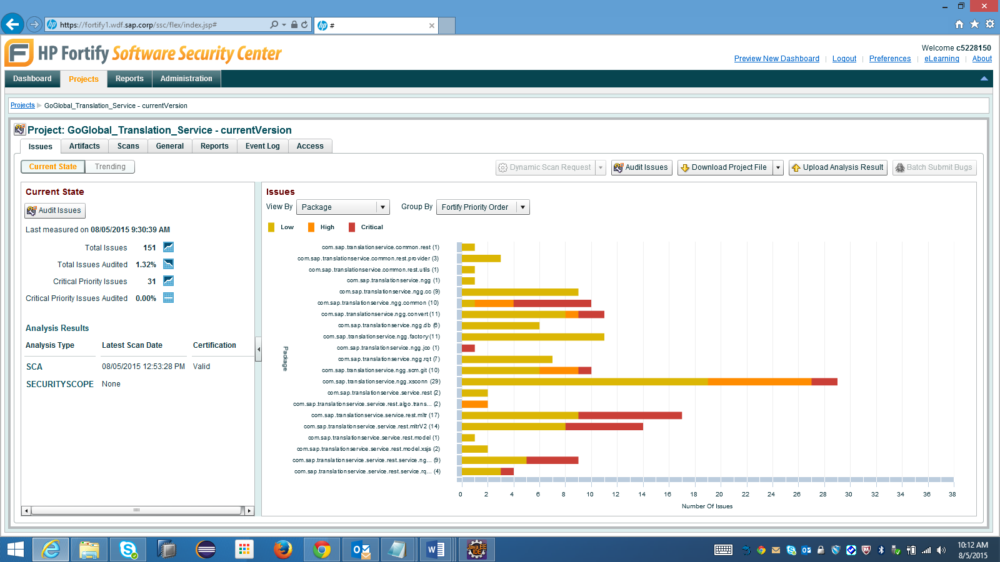 https://fortify1.wdf.sap.corp/ssc/flex/index.jsp#
#
HP Fortify Software Security Center
Welcome c5228150
Preview New Dashboard | Logout | Preferences | eLearning | About
Dashboard Projects Reports Administration
Projects GoGlobal_Translation_Service - currentVersion
Project: GoGlobal_Translation_Service - currentVersion
Issues Artifacts Scans General Reports Event Log Access
Current State Trending
Dynamic Scan Request Audit Issues Download Project File Upload Analysis Result Batch Submit Bugs
Current State
Audit Issues
Last measured on 08/05/2015 9:30:39 AM
Total Issues 151
Total Issues Audited 1.32%
Critical Priority Issues 31
Critical Priority Issues Audited 0.00%
Analysis Results
Analysis Type Latest Scan Date Certification
SCA 08/05/2015 12:53:28 PM Valid
SECURITYSCOPE None
Issues
View By Package Group By Fortify Priority Order
Low High Critical
Package
com.sap.translationservice.common.rest (1)
com.sap.translationservice.common.rest.provider (3)
com.sap.translationservice.common.rest.utils (1)
com.sap.translationservice.ngg (1)
com.sap.translationservice.ngg.cc (9)
com.sap.translationservice.ngg.common (10)
com.sap.translationservice.ngg.convert (11)
com.sap.translationservice.ngg.db (6)
com.sap.translationservice.ngg.factory (11)
com.sap.translationservice.ngg.jco (1)
com.sap.translationservice.ngg.rqt (7)
com.sap.translationservice.ngg.scm.git (10)
com.sap.translationservice.ngg.xsconn (29)
com.sap.translationservice.service.rest (2)
com.sap.translationservice.service.rest.algo.trans... (2)
com.sap.translationservice.service.rest.mltr (17)
com.sap.translationservice.service.rest.mltrV2 (14)
com.sap.translationservice.service.rest.model (1)
com.sap.translationservice.service.rest.model.xsjs (2)
com.sap.translationservice.service.rest.service.ng... (9)
com.sap.translationservice.service.rest.service.rq... (4)
0 2 4 6 8 10 12 14 16 18 20 22 24 26 28 30 32 34 36 38
Number Of Issues
Java EE
IDE
10:12 AM
8/5/2015